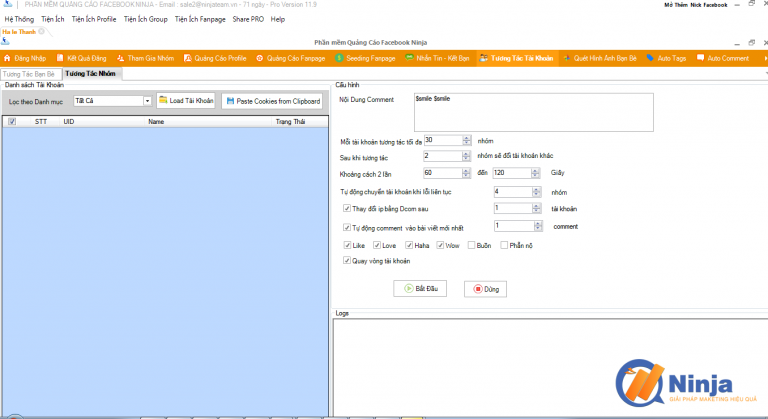 PHẦN MỀM QUẢNG CÁO FACEBOOK NINJA - Email : sale2@ninjateam.vn - 71 ngày - Pro Version 11.9
Mở Thêm Nick Facebook
Hệ Thống Tiện Ích Tiện Ích Profile Tiện Ích Group Tiện Ích Fanpage Share PRO Help
Ha le Thanh
Phần mềm Quảng Cáo Facebook Ninja
Đăng Nhập Kết Quả Đăng Tham Gia Nhóm Quảng Cáo Profile Quảng Cáo Fanpage Seeding Fanpage Nhắn Tin - Kết Bạn Tương Tác Tài Khoản Quét Hình Ảnh Bạn Bè Auto Tags Auto Comment
Tương Tác Bạn Bè Tương Tác Nhóm
Danh sách Tài Khoản
Lọc theo Danh mục Tất Cả Load Tài Khoản Paste Cookies from Clipboard
STT UID Name Trạng Thái
Cấu hình
Nội Dung Comment $smile $smile
Mỗi tài khoản tương tác tối đa 30 nhóm
Sau khi tương tác 2 nhóm sẽ đổi tài khoản khác
Khoảng cách 2 lần 60 đến 120 Giây
Tự động chuyển tài khoản khi lỗi liên tục 4 nhóm
Thay đổi ip bằng Dcom sau 1 tài khoản
Tự động comment vào bài viết mới nhất 1 comment
Like Love Haha Wow Buồn Phẫn nộ
Quay vòng tài khoản
Bắt Đầu Dừng
Logs
Ninja
GIẢI PHÁP MARKETING HIỆU QUẢ